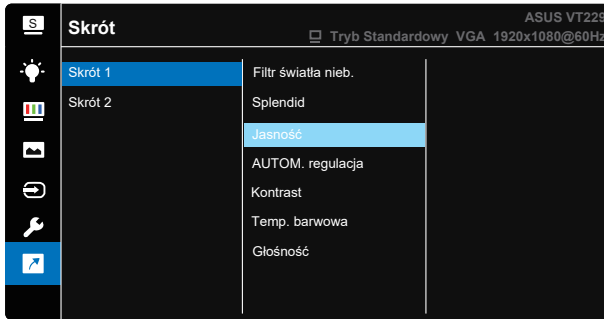 S
Skrót
ASUS VT229
Tryb Standardowy VGA 1920x1080@60Hz
Skrót 1
Skrót 2
Filtr światła nieb.
Splendid
Jasność
AUTOM. regulacja
Kontrast
Temp. barwowa
Głośność